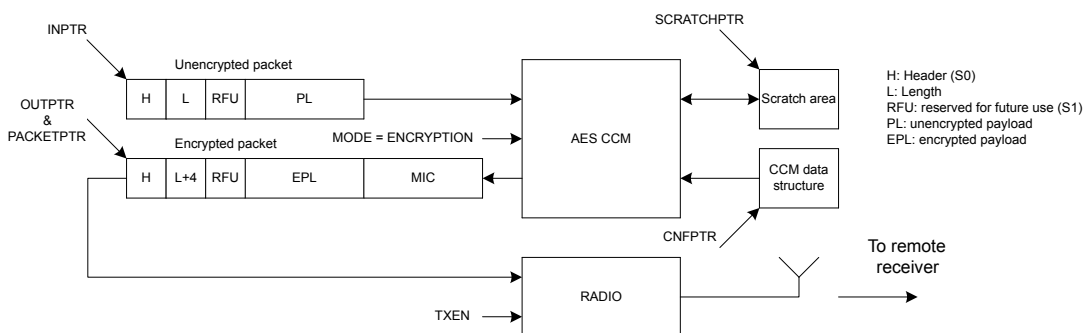 SCRATCHPTR
INPTR
Unencrypted packet
H L RFU PL
OUTPTR
&
PACKETPTR
MODE = ENCRYPTION
Encrypted packet
H L+4 RFU EPL MIC
AES CCM
Scratch area
CCM data
structure
CNFPTR
H: Header (S0)
L: Length
RFU: reserved for future use (S1)
PL: unencrypted payload
EPL: encrypted payload
To remote
receiver
RADIO
TXEN